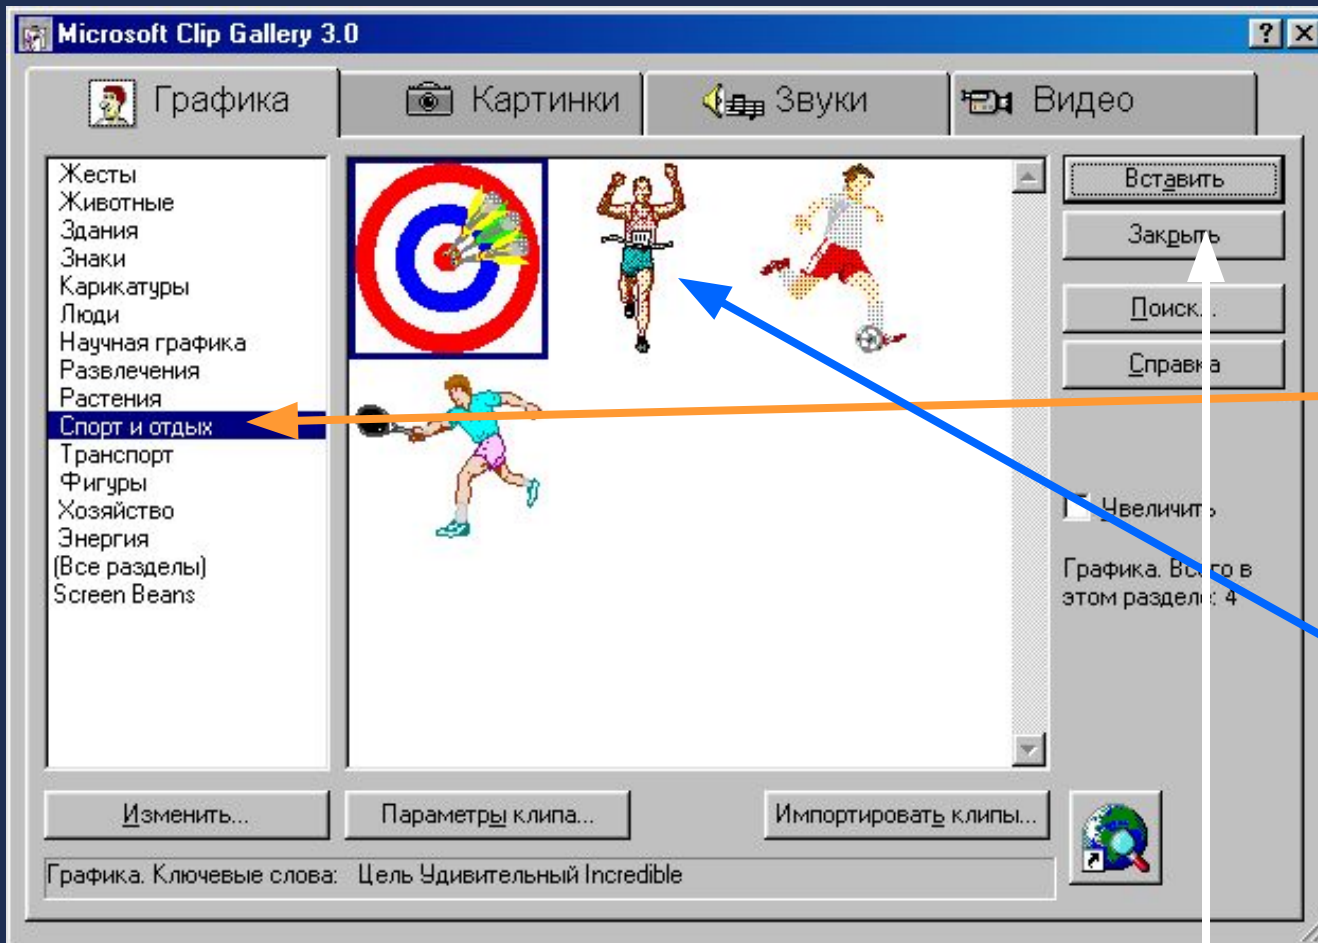 Microsoft Clip Gallery 3.0
Графика
Картинки
Звуки
Видео
Жесты
Животные
Здания
Знаки
Карикатуры
Люди
Научная графика
Развлечения
Растения
Спорт и отдых
Транспорт
Фигуры
Хозяйство
Энергия
(Все разделы)
Screen Beans
Вставить
Закрыть
Поиск...
Справка
Увеличить
Графика. Всего в
этом разделе: 4
Изменить...
Параметры клипа...
Импортировать клипы...
Графика. Ключевые слова: Цель Удивительный Incredible